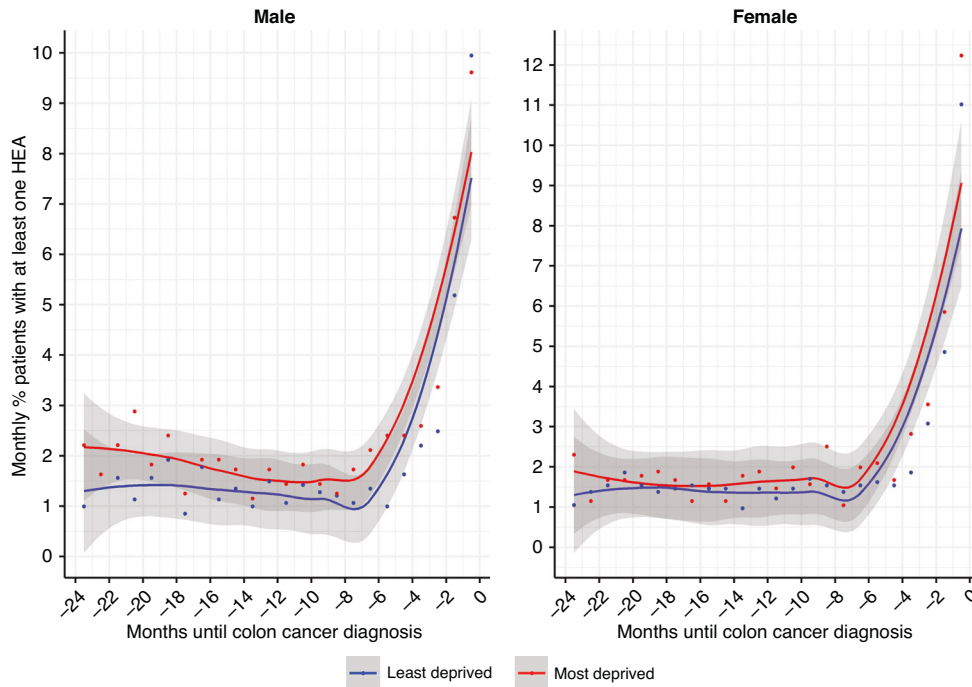 Male
Female
Monthly % patients with at least one HEA
10
9
8
7
6
5
4
3
2
1
0
12
11
10
9
8
7
6
5
4
3
2
1
0
−24 −22 −20 −18 −16 −14 −12 −10 −8 −6 −4 −2 0
−24 −22 −20 −18 −16 −14 −12 −10 −8 −6 −4 −2 0
Months until colon cancer diagnosis
Months until colon cancer diagnosis
Least deprived
Most deprived